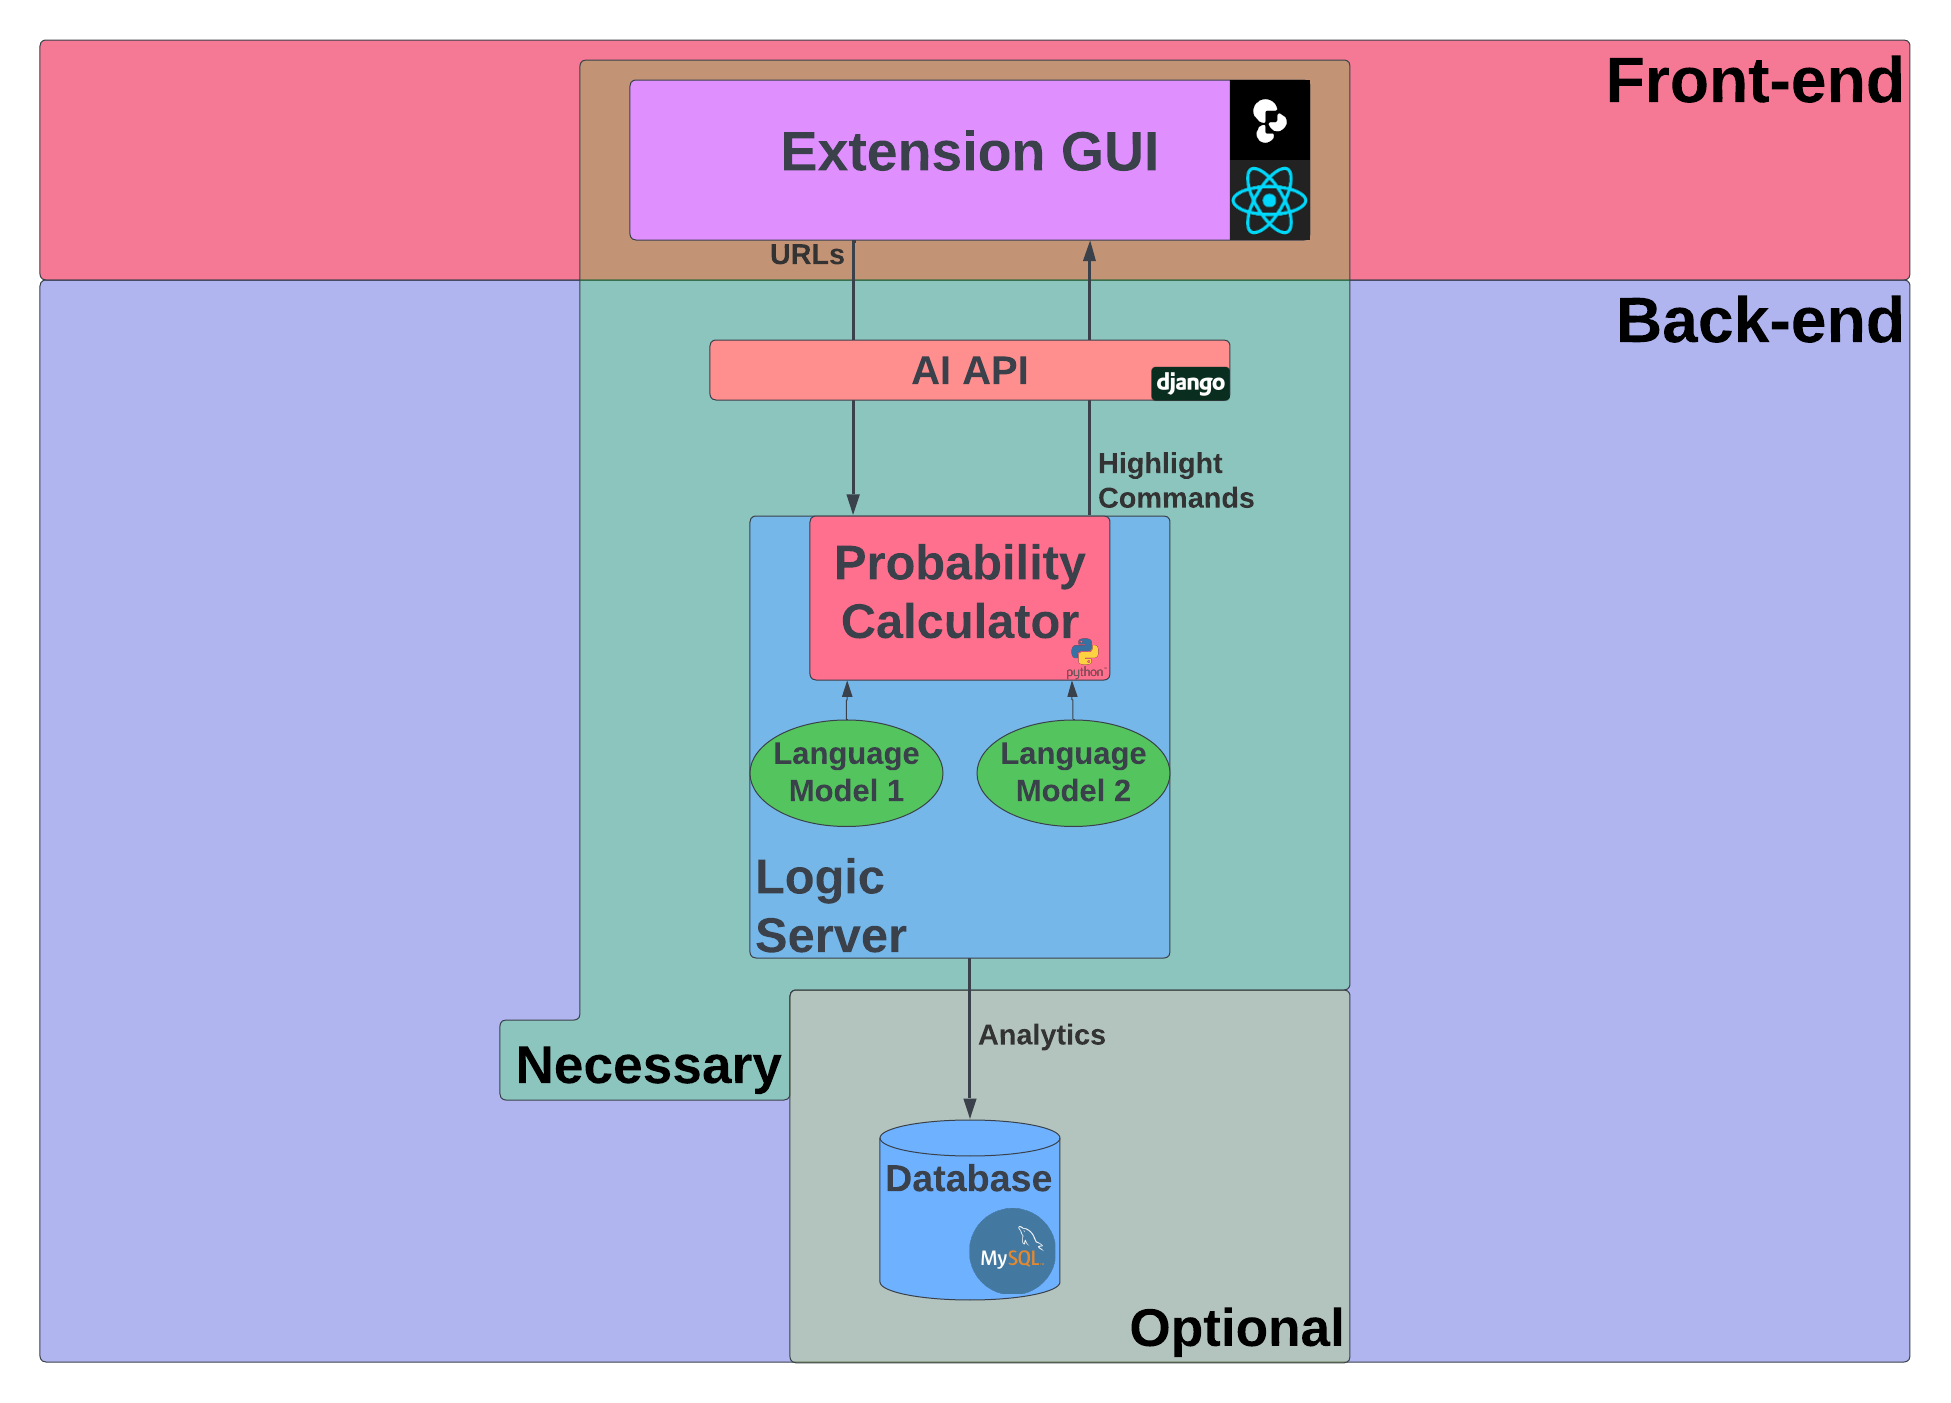 Front-end
Extension GUI
URLs
Back-end
AI API
django
Highlight
Commands
Probability
Calculator
python
Language
Model 1
Language
Model 2
Logic
Server
Analytics
Necessary
Database
MySQL
Optional